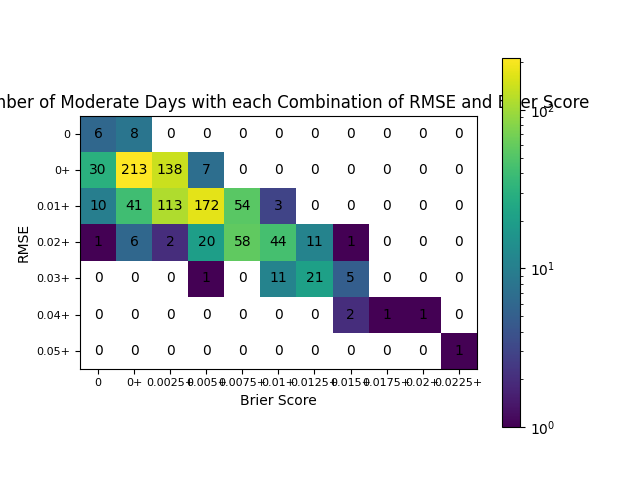 mber of Moderate Days with each Combination of RMSE and Brier Score
RMSE
0 6 8 0 0 0 0 0 0 0 0 0
0+ 30 213 138 7 0 0 0 0 0 0 0
0.01+ 10 41 113 172 54 3 0 0 0 0 0
0.02+ 1 6 2 20 58 44 11 1 0 0 0
0.03+ 0 0 0 1 0 11 21 5 0 0 0
0.04+ 0 0 0 0 0 0 0 2 1 1 0
0.05+ 0 0 0 0 0 0 0 0 0 0 1
0 0+ 0.0025+ 0.005+ 0.0075+ 0.01+ 0.0125+ 0.015+ 0.0175+ 0.02+ 0.0225+
Brier Score
10²
10¹
10⁰